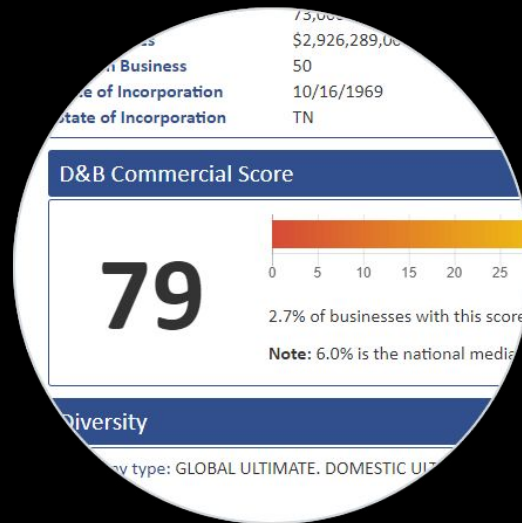 $2,926,289,0
Business
50
of Incorporation
10/16/1969
State of Incorporation
TN
D&B Commercial Score
79
0 5 10 15 20 25
2.7% of businesses with this score
Note: 6.0% is the national media
Diversity
type: GLOBAL ULTIMATE. DOMESTIC